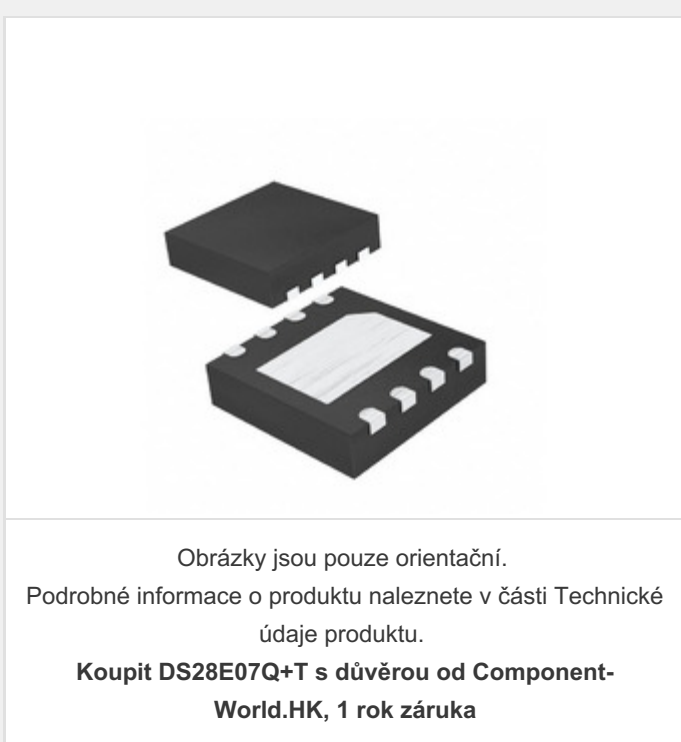 Obrázky jsou pouze orientační.
Podrobné informace o produktu naleznete v části Technické
údaje produktu.
Koupit DS28E07Q+T s důvěrou od Component-
World.HK, 1 rok záruka